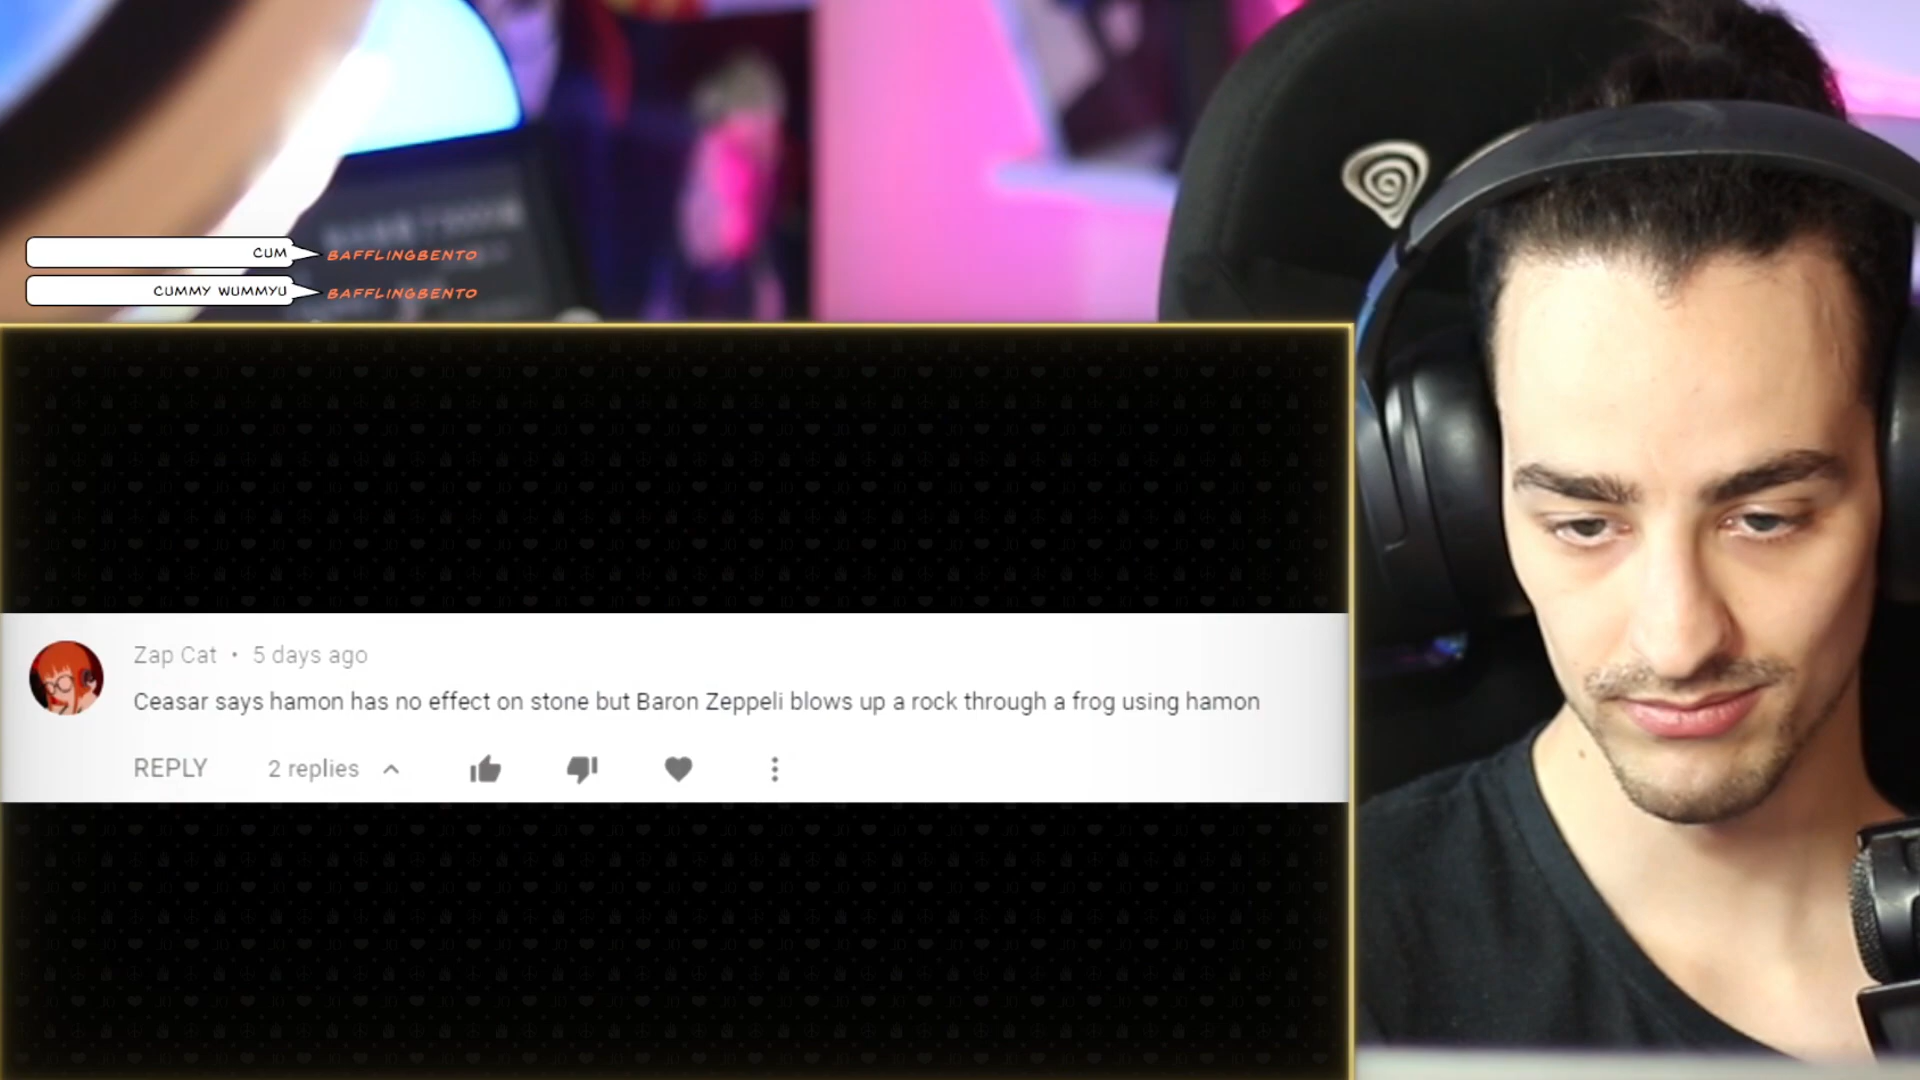 CUM BAFFLINGBENTO
CUMMY WUMMYU BAFFLINGBENTO
Zap Cat • 5 days ago
Ceasar says hamon has no effect on stone but Baron Zeppeli blows up a rock through a frog using hamon
REPLY 2 replies